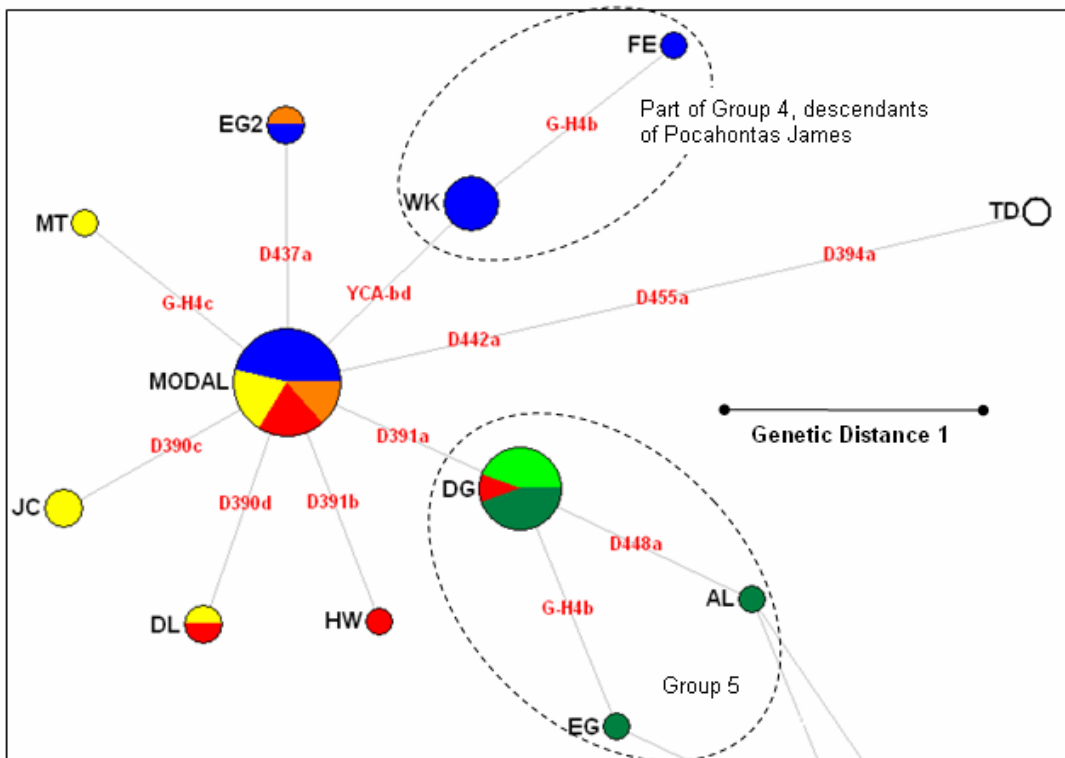 FE
Part of Group 4, descendants
of Pocahontas James
EG2
G-H4b
WK
TD
MT
D437a
D394a
G-H4c
YCA-bd
D455a
D442a
MODAL
D391a
Genetic Distance 1
D390c
DG
JC
D390d
D391b
D448a
AL
G-H4b
DL
HW
Group 5
EG